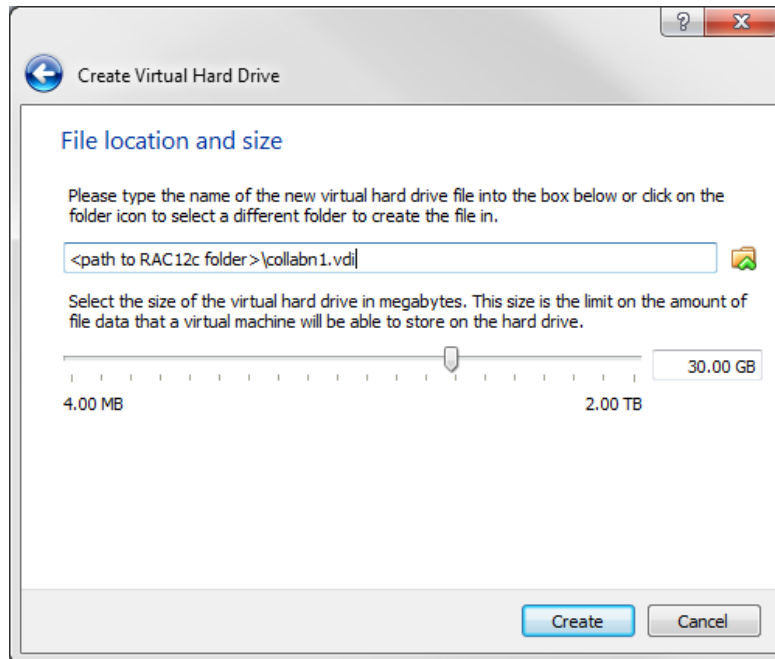 ?
X
Create Virtual Hard Drive
File location and size
Please type the name of the new virtual hard drive file into the box below or click on the
folder icon to select a different folder to create the file in.
<path to RAC12c folder>\collabn1.vdi
Select the size of the virtual hard drive in megabytes. This size is the limit on the amount of
file data that a virtual machine will be able to store on the hard drive.
30.00 GB
4.00 MB
2.00 TB
Create
Cancel